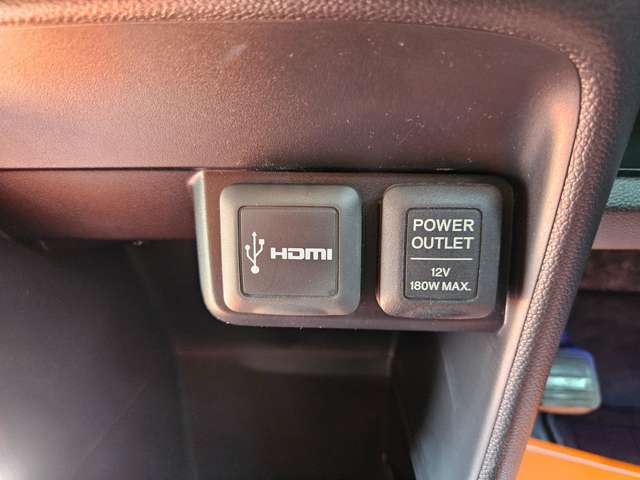 HDMI
POWER
OUTLET
12V
180W MAX.